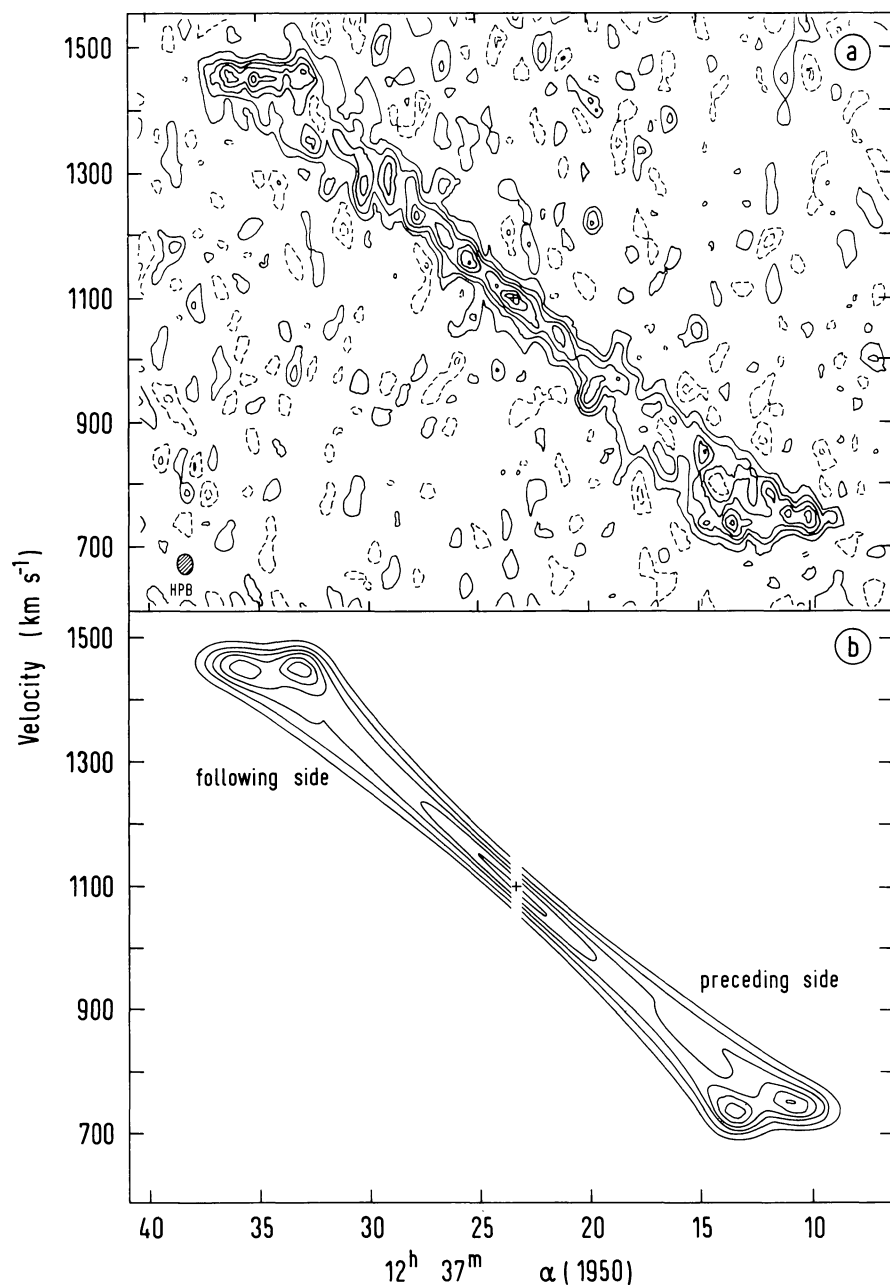 1500
a
1300
1100
900
700
HPB
Velocity (km s-1)
1500
b
1300
following side
1100
preceding side
900
700
40 35 30 25 20 15 10
12h 37m α (1950)